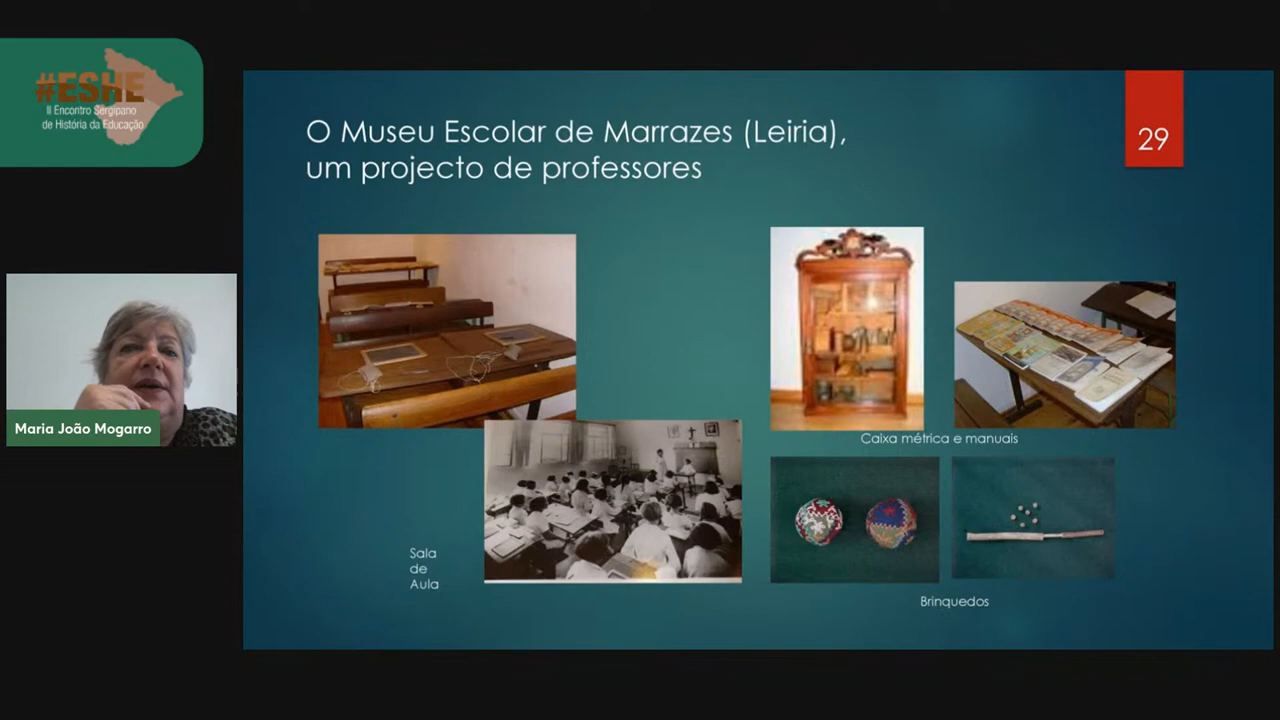 #ESHE
II Encontro Sergipano
de História da Educação
O Museu Escolar de Marrazes (Leiria),
um projecto de professores
29
Maria João Mogarro
Caixa métrica e manuais
Sala
de
Aula
Brinquedos